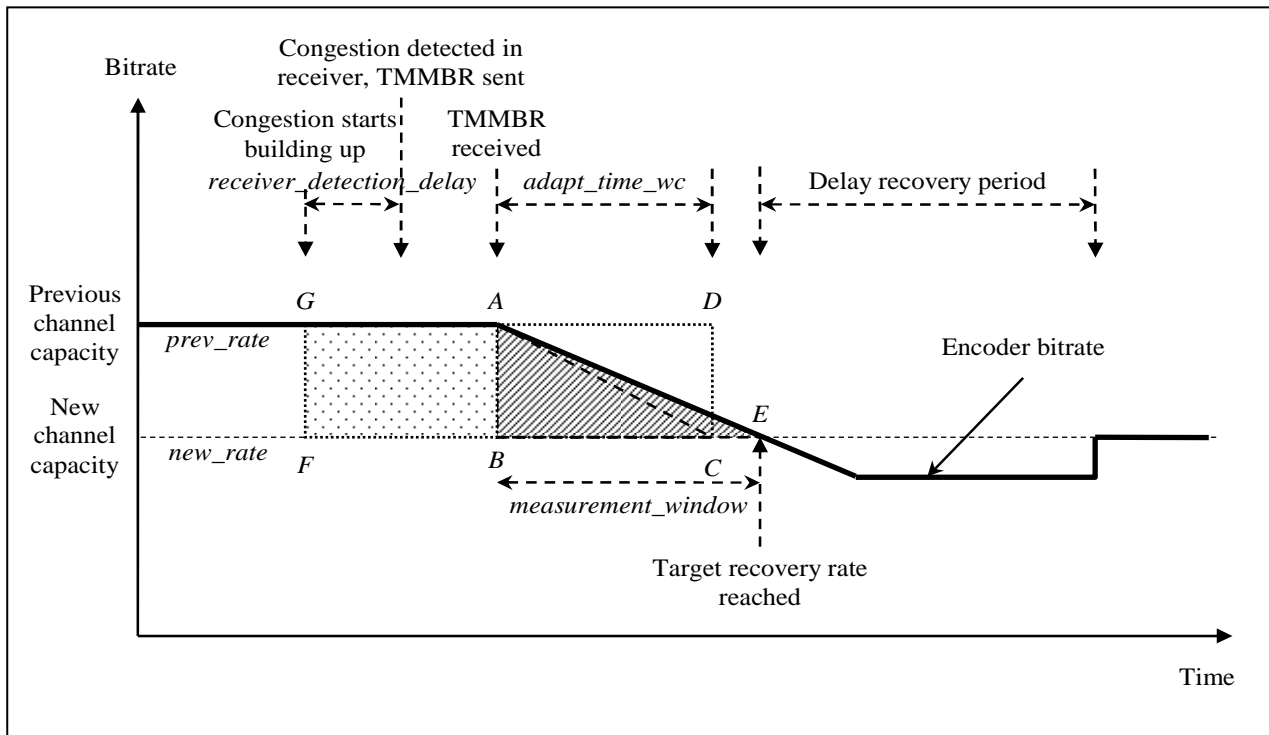 Congestion detected in
receiver, TMMBR sent
Bitrate
Congestion starts
building up
receiver_detection_delay
TMMBR
received
adapt_time_wc
Delay recovery period
Previous
channel
capacity
G
A
D
prev_rate
Encoder bitrate
New
channel
capacity
new_rate
E
F
B
C
measurement_window
Target recovery rate
reached
Time